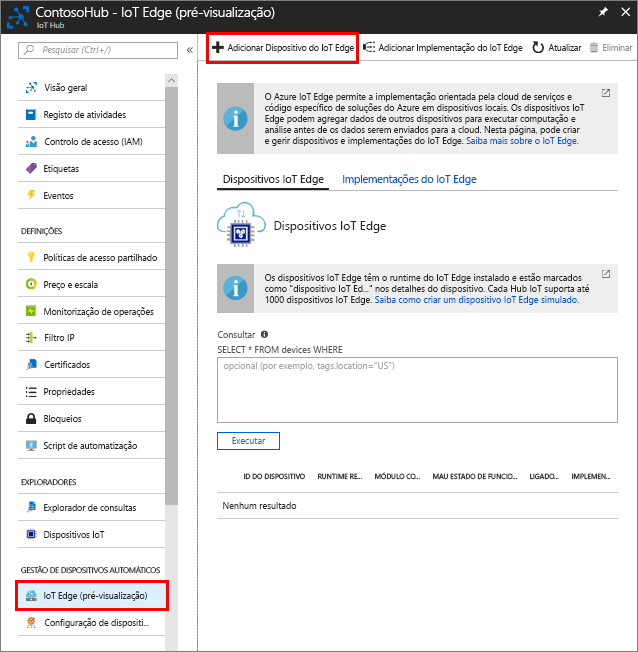 ContosoHub - IoT Edge (pré-visualização)
IoT Hub
Pesquisar (Ctrl+/)
Visão geral
Registo de atividades
Controlo de acesso (IAM)
Etiquetas
Eventos
DEFINIÇÕES
Políticas de acesso partilhado
Preço e escala
Monitorização de operações
Filtro IP
Certificados
Propriedades
Bloqueios
Script de automatização
EXPLORADORES
Explorador de consultas
Dispositivos IoT
GESTÃO DE DISPOSITIVOS AUTOMÁTICOS
IoT Edge (pré-visualização)
Configuração de dispositi...
Adicionar Dispositivo do IoT Edge Adicionar Implementação do IoT Edge Atualizar Eliminar
O Azure IoT Edge permite a implementação orientada pela cloud de serviços e
código específico de soluções do Azure em dispositivos locais. Os dispositivos IoT
Edge podem agregar dados de outros dispositivos para executar computação e
análise antes de os dados serem enviados para a cloud. Nesta página, pode criar
e gerir dispositivos e implementações do IoT Edge. Saiba mais sobre o IoT Edge.
Dispositivos IoT Edge Implementações do IoT Edge
Dispositivos IoT Edge
Os dispositivos IoT Edge têm o runtime do IoT Edge instalado e estão marcados
como "dispositivo IoT Ed..." nos detalhes do dispositivo. Cada Hub IoT suporta até
1000 dispositivos IoT Edge. Saiba como criar um dispositivo IoT Edge simulado.
Consultar
SELECT * FROM devices WHERE
opcional (por exemplo, tags.location="US")
Executar
ID DO DISPOSITIVO RUNTIME RE... MÓDULO CO... MAU ESTADO DE FUNCIO... LIGADO... IMPLEMEN...
Nenhum resultado